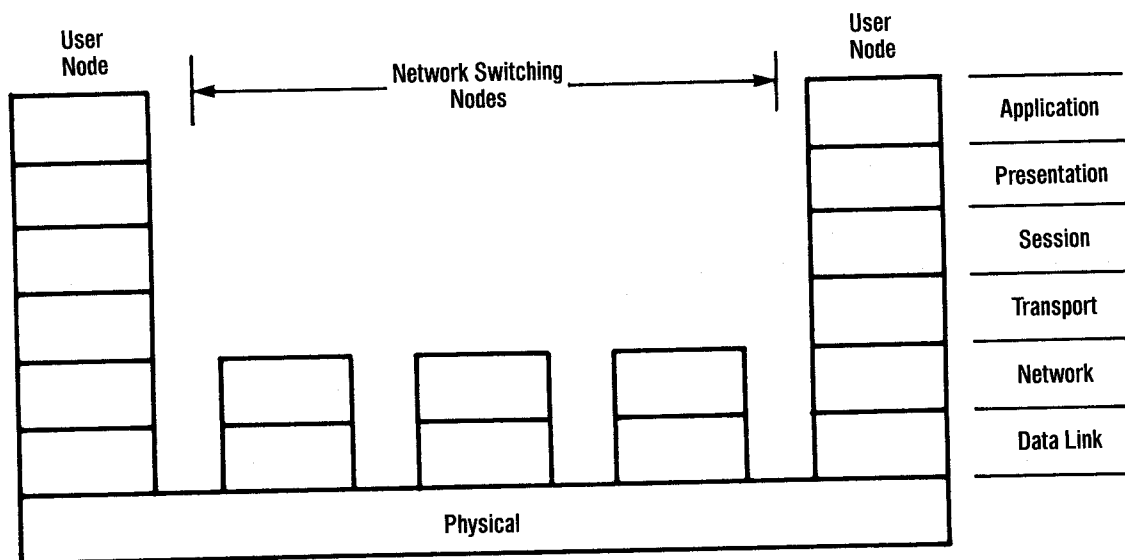 User
Node
Network Switching
Nodes
User
Node
Application
Presentation
Session
Transport
Network
Data Link
Physical